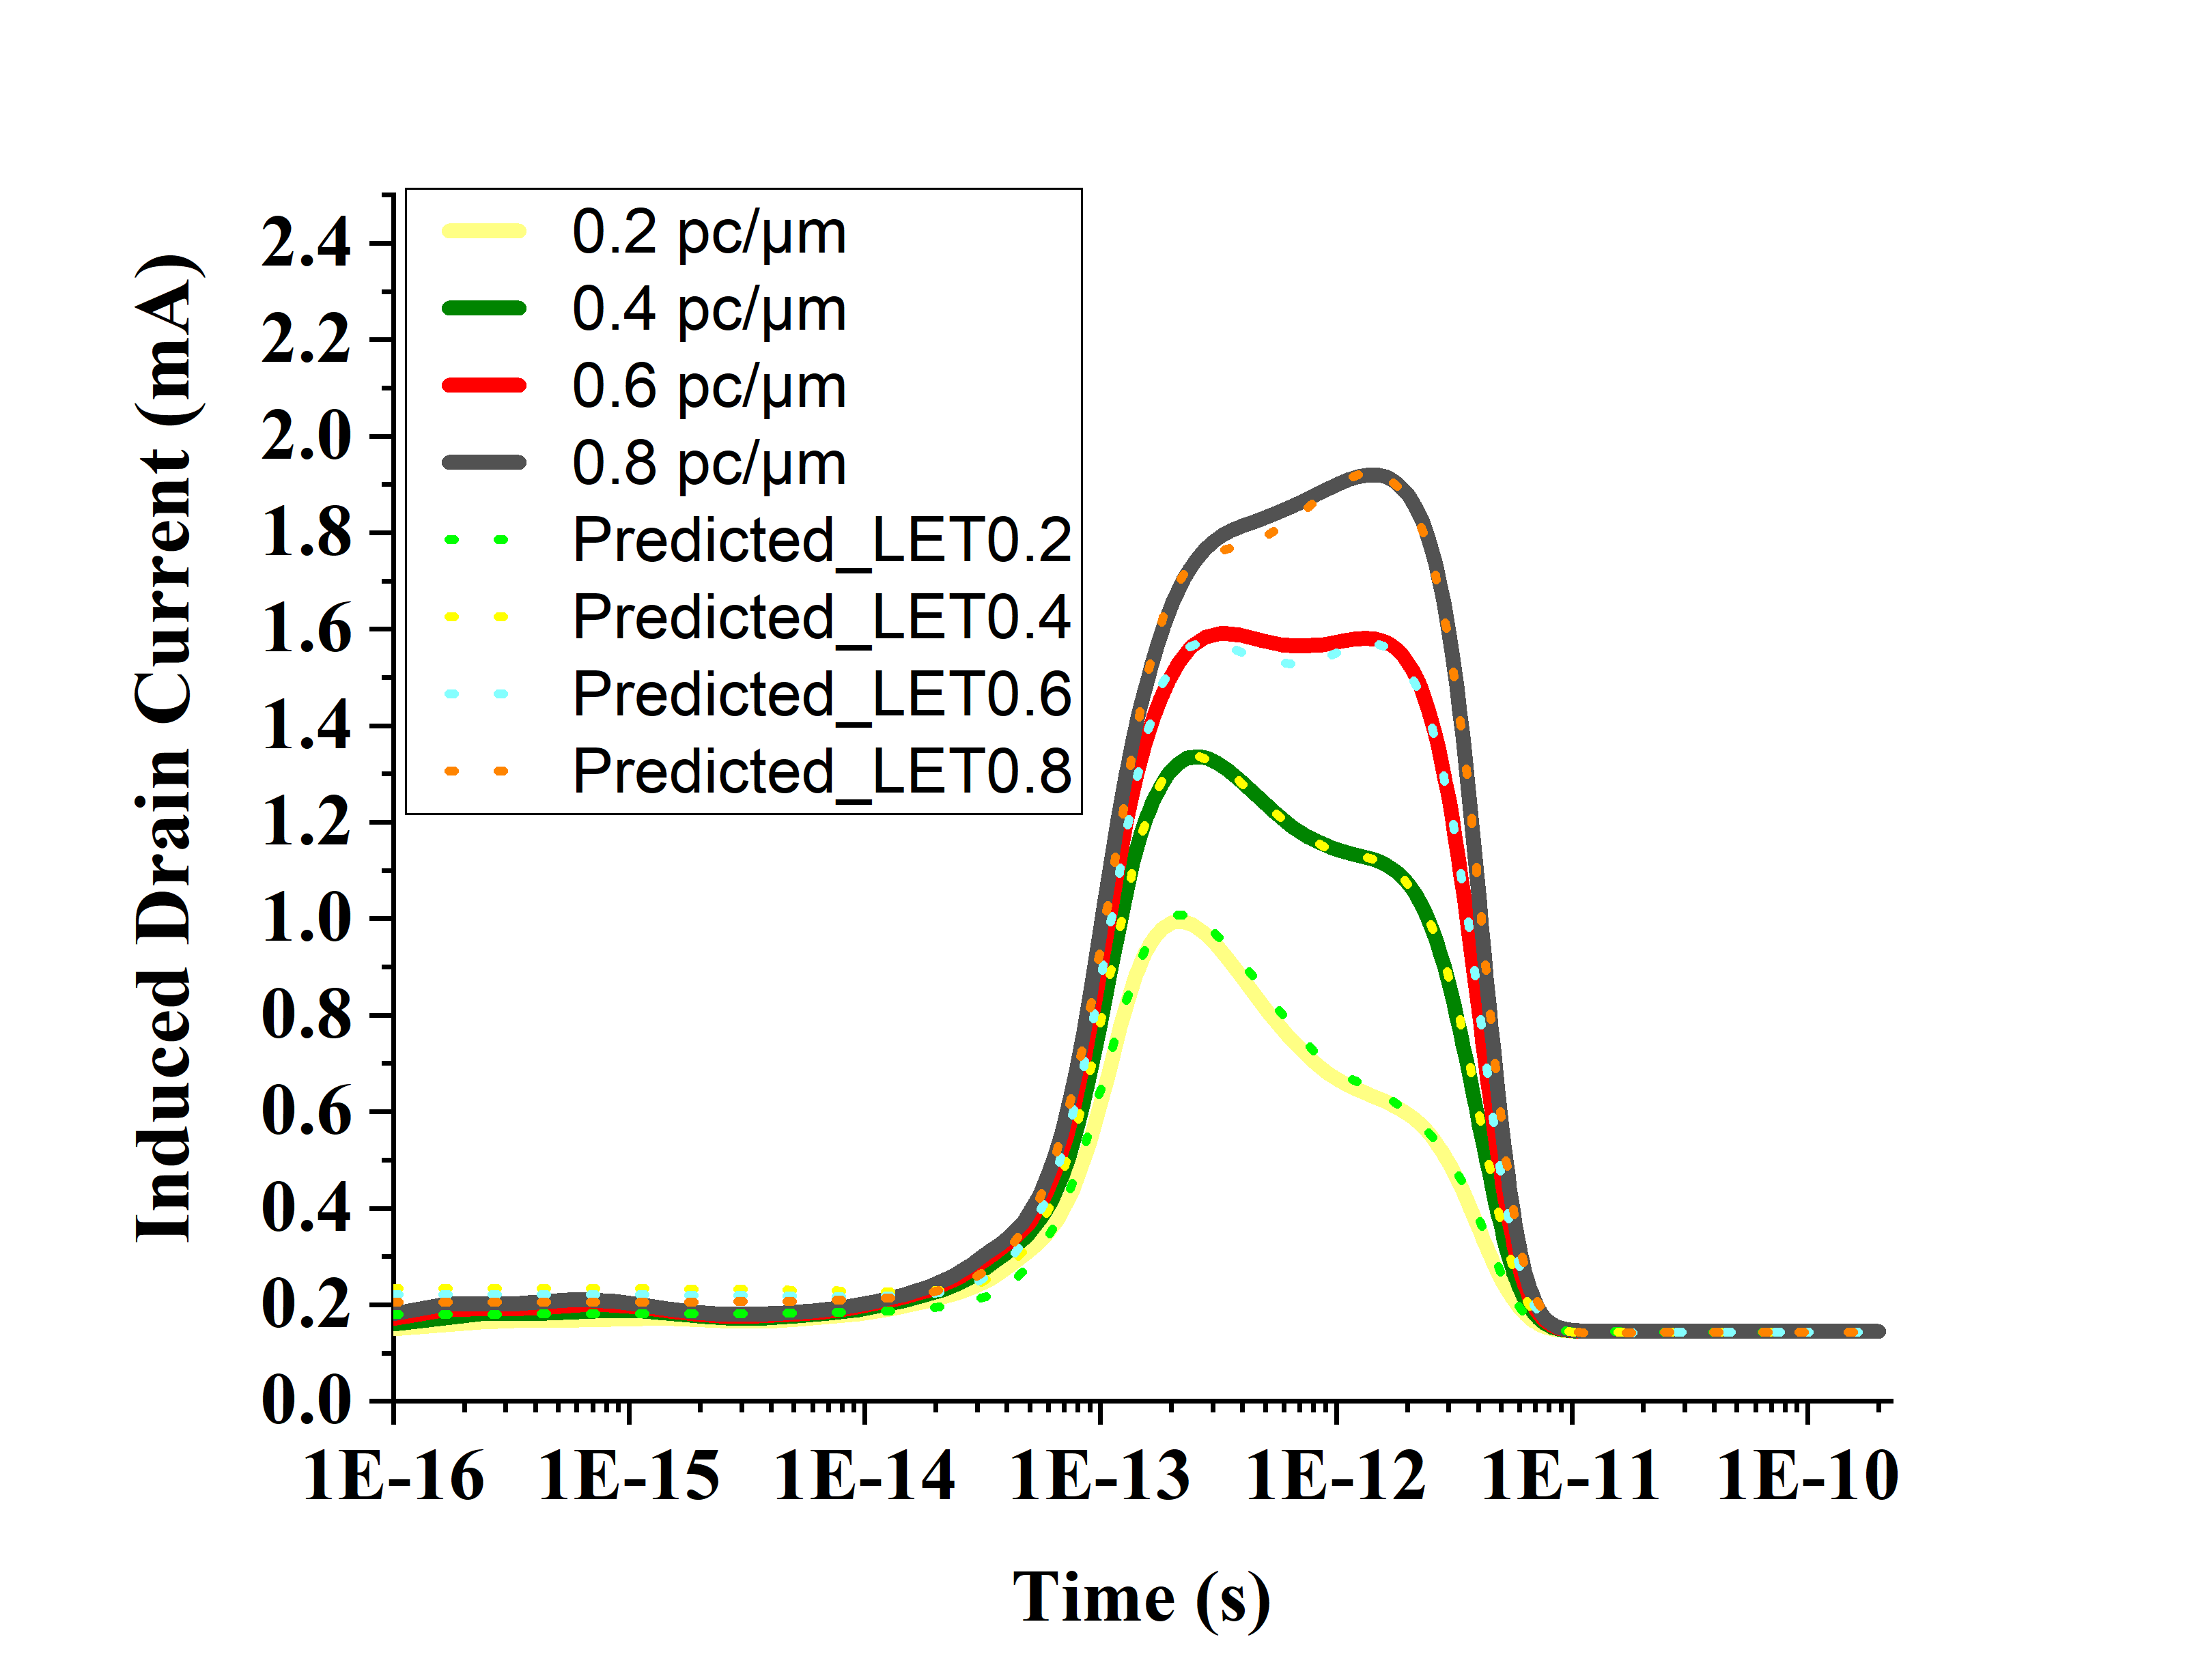 0.2 pc/µm
0.4 pc/µm
0.6 pc/µm
0.8 pc/µm
Predicted_LET0.2
Predicted_LET0.4
Predicted_LET0.6
Predicted_LET0.8
Induced Drain Current (mA)
2.4
2.2
2.0
1.8
1.6
1.4
1.2
1.0
0.8
0.6
0.4
0.2
0.0
1E-16 1E-15 1E-14 1E-13 1E-12 1E-11 1E-10
Time (s)